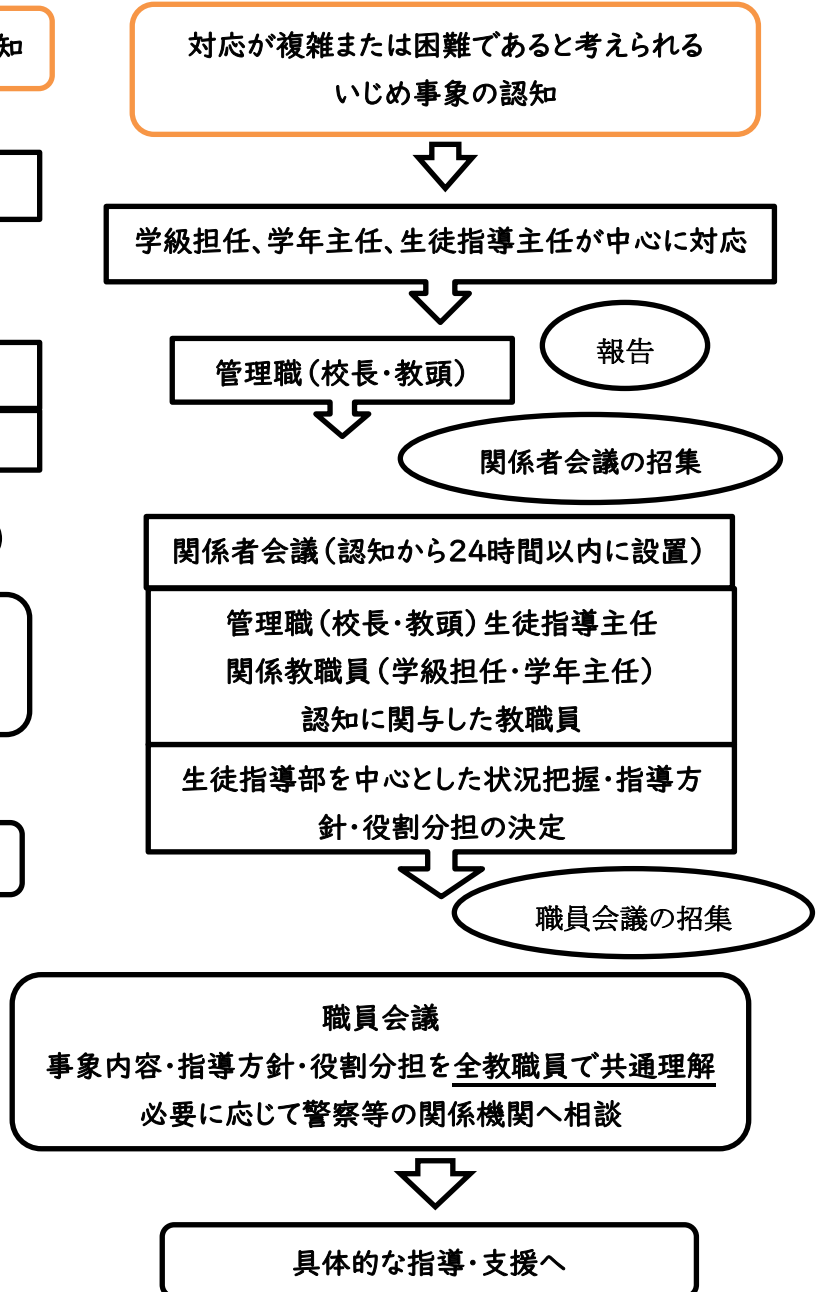 知
対応が複雑または困難であると考えられる
いじめ事象の認知
学級担任、学年主任、生徒指導主任が中心に対応
報告
管理職（校長・教頭）
関係者会議の招集
関係者会議（認知から24時間以内に設置）
管理職（校長・教頭）生徒指導主任
関係教職員（学級担任・学年主任）
認知に関与した教職員
生徒指導部を中心とした状況把握・指導方
針・役割分担の決定
職員会議の招集
職員会議
事象内容・指導方針・役割分担を全教職員で共通理解
必要に応じて警察等の関係機関へ相談
具体的な指導・支援へ